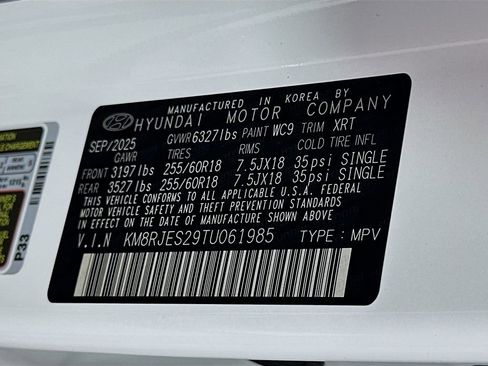 MANUFACTURED IN KOREA BY
HYUNDAI MOTOR COMPANY
SEP/2025 GVWR 6327lbs PAINT WC9 TRIM XRT
GAWR TIRES RIMS COLD TIRE INFL
FRONT 3197lbs 255/60R18 7.5JX18 35psi SINGLE
REAR 3527lbs 255/60R18 7.5JX18 35psi SINGLE
THIS VEHICLE CONFORMS TO ALL APPLICABLE U.S.A. FEDERAL
MOTOR VEHICLE SAFETY AND THEFT PREVENTION STANDARDS
IN EFFECT ON THE DATE OF MANUFACTURE SHOWN ABOVE.
V.I.N KM8RJES29TU061985 TYPE : MPV
P33